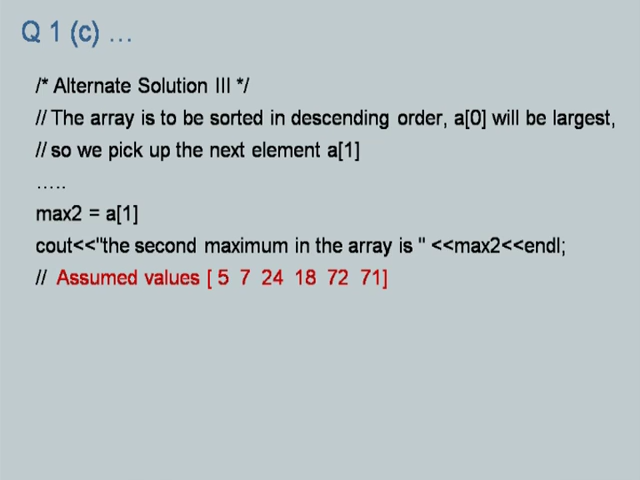 Q 1 (c) …
/* Alternate Solution III */
// The array is to be sorted in descending order, a[0] will be largest,
// so we pick up the next element a[1]
…..
max2 = a[1]
cout<<"the second maximum in the array is " <<max2<<endl;
// Assumed values [ 5 7 24 18 72 71]